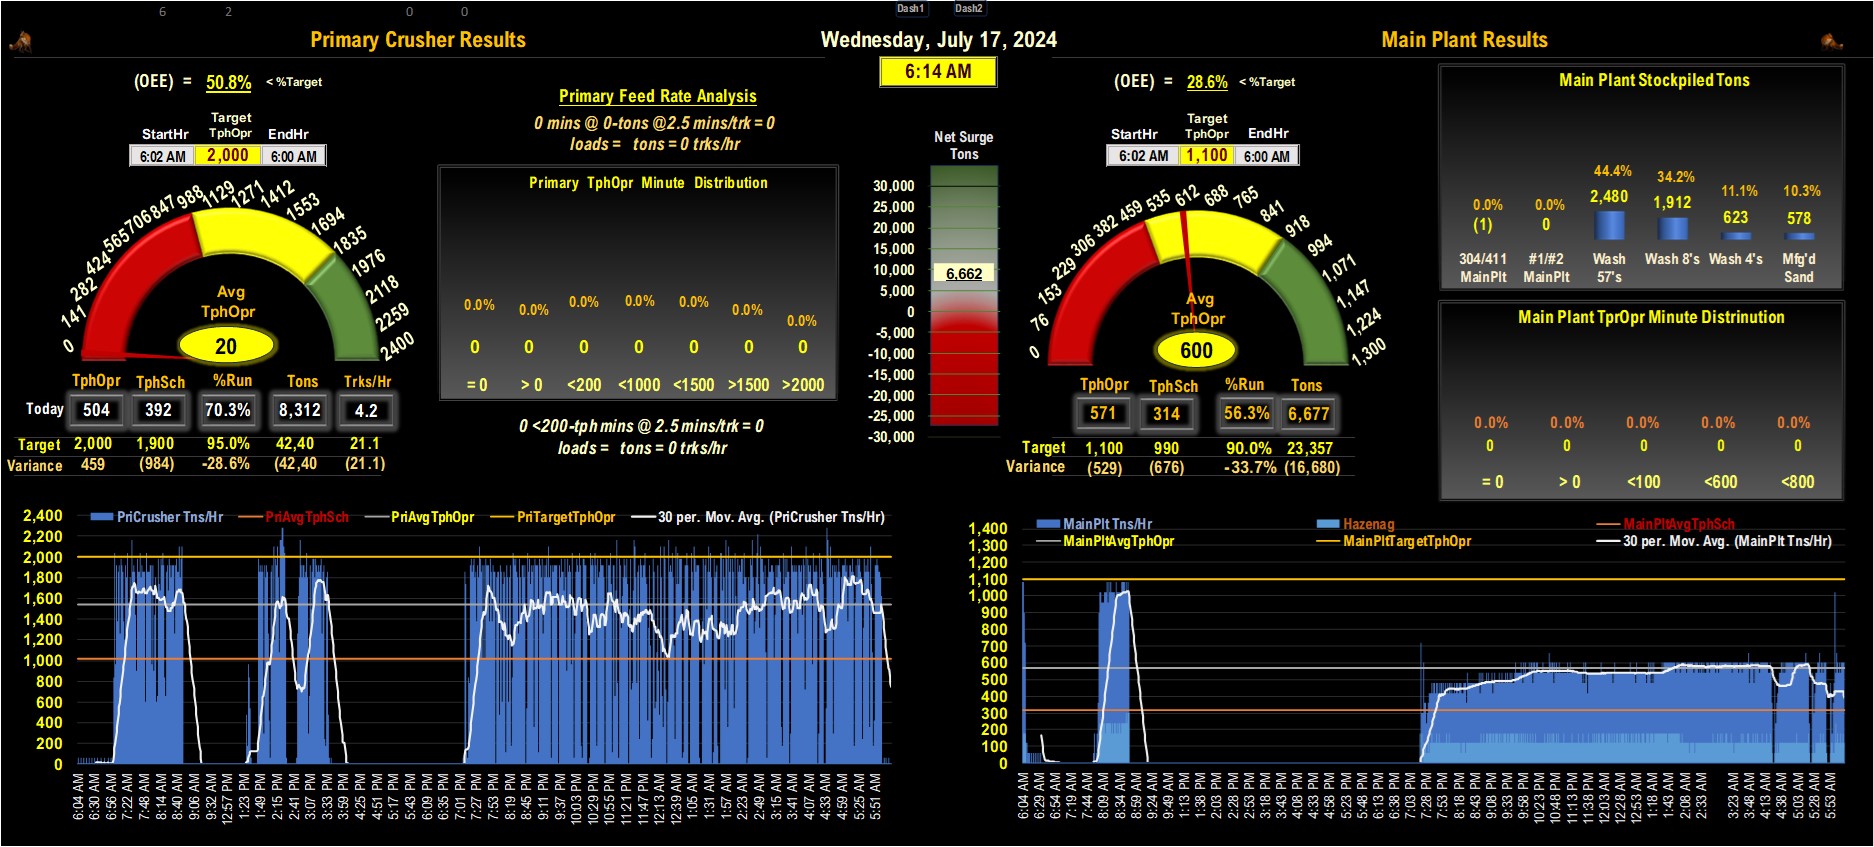 6 2 0 0 Dash1 Dash2
Primary Crusher Results
Wednesday, July 17, 2024
Main Plant Results
6:14 AM
(OEE) = 50.8% < %Target
Target
StartHr TphOpr EndHr
6:02 AM 2,000 6:00 AM
0 141 282 424 565 706 847 988 1129 1271 1412 1553 1694 1835 1976 2118 2259 2400
Avg
TphOpr
20
TphOpr TphSch %Run Tons Trks/Hr
Today 504 392 70.3% 8,312 4.2
Target 2,000 1,900 95.0% 42,40 21.1
Variance 459 (984) -28.6% (42,40 (21.1)
Primary Feed Rate Analysis
0 mins @ 0-tons @2.5 mins/trk = 0
loads = tons = 0 trks/hr
Primary TphOpr Minute Distribution
0.0% 0.0% 0.0% 0.0% 0.0% 0.0% 0.0%
0 0 0 0 0 0 0
= 0 > 0 <200 <1000 <1500 >1500 >2000
0 <200-tph mins @ 2.5 mins/trk = 0
loads = tons = 0 trks/hr
Net Surge
Tons
30,000
25,000
20,000
15,000
10,000
6,662
5,000
0
-5,000
-10,000
-15,000
-20,000
-25,000
-30,000
(OEE) = 28.6% < %Target
Target
StartHr TphOpr EndHr
6:02 AM 1,100 6:00 AM
0 76 153 229 306 382 459 535 612 688 765 841 918 994 1,071 1,147 1,224 1,300
Avg
TphOpr
600
TphOpr TphSch %Run Tons
571 314 56.3% 6,677
Target 1,100 990 90.0% 23,357
Variance (529) (676) -33.7% (16,680)
Main Plant Stockpiled Tons
0.0% 0.0% 44.4% 34.2% 11.1% 10.3%
(1) 0 2,480 1,912 623 578
304/411 #1/#2 Wash Wash 8's Wash 4's Mfg'd
MainPlt MainPlt 57's Sand
Main Plant TprOpr Minute Distrinution
0.0% 0.0% 0.0% 0.0% 0.0%
0 0 0 0 0
= 0 > 0 <100 <600 <800
PriCrusher Tns/Hr PriAvgTphSch PriAvgTphOpr PriTargetTphOpr 30 per. Mov. Avg. (PriCrusher Tns/Hr)
2,400
2,200
2,000
1,800
1,600
1,400
1,200
1,000
800
600
400
200
0
6:04 AM 6:30 AM 6:56 AM 7:22 AM 7:48 AM 8:14 AM 8:40 AM 9:06 AM 9:32 AM 12:57 PM 1:23 PM 1:49 PM 2:15 PM 2:41 PM 3:07 PM 3:33 PM 3:59 PM 4:25 PM 4:51 PM 5:17 PM 5:43 PM 6:09 PM 6:35 PM 7:01 PM 7:27 PM 7:53 PM 8:19 PM 8:45 PM 9:11 PM 9:37 PM 10:03 PM 10:29 PM 10:55 PM 11:21 PM 11:47 PM 12:13 AM 12:39 AM 1:05 AM 1:31 AM 1:57 AM 2:23 AM 2:49 AM 3:15 AM 3:41 AM 4:07 AM 4:33 AM 4:59 AM 5:25 AM 5:51 AM
MainPlt Tns/Hr Hazenag MainPltAvgTphSch
MainPltAvgTphOpr MainPltTargetTphOpr 30 per. Mov. Avg. (MainPlt Tns/Hr)
1,400
1,300
1,200
1,100
1,000
900
800
700
600
500
400
300
200
100
0
6:04 AM 6:29 AM 6:54 AM 7:19 AM 7:44 AM 8:09 AM 8:34 AM 8:59 AM 9:24 AM 9:49 AM 1:13 PM 1:38 PM 2:03 PM 2:28 PM 2:53 PM 3:18 PM 3:43 PM 4:08 PM 4:33 PM 4:58 PM 5:23 PM 5:48 PM 6:13 PM 6:38 PM 7:03 PM 7:28 PM 7:53 PM 8:18 PM 8:43 PM 9:08 PM 9:33 PM 9:58 PM 10:23 PM 10:48 PM 11:13 PM 11:38 PM 12:03 AM 12:28 AM 12:53 AM 1:18 AM 1:43 AM 2:08 AM 2:33 AM 3:23 AM 3:48 AM 4:13 AM 4:38 AM 5:03 AM 5:28 AM 5:53 AM